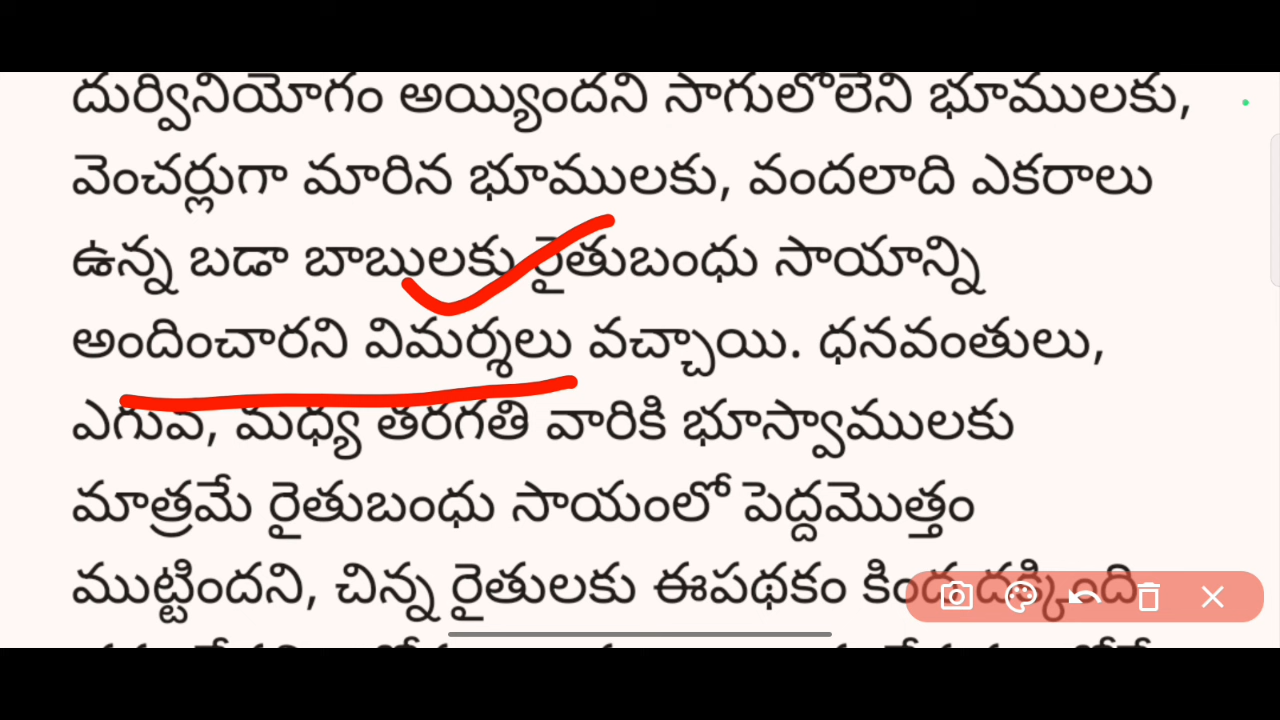 దుర్వినియోగం అయ్యిందని సాగులోలేని భూములకు,
వెంచర్లుగా మారిన భూములకు, వందలాది ఎకరాలు
ఉన్న బడా బాబులకు రైతుబంధు సాయాన్ని
అందించారని విమర్శలు వచ్చాయి. ధనవంతులు,
ఎగువ, మధ్య తరగతి వారికి భూస్వాములకు
మాత్రమే రైతుబంధు సాయంలో పెద్దమొత్తం
ముట్టిందని, చిన్న రైతులకు ఈపథకం కింద దక్కింది